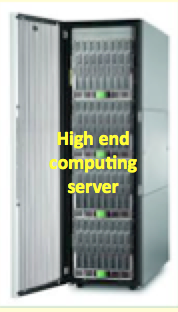 High end
computing
server